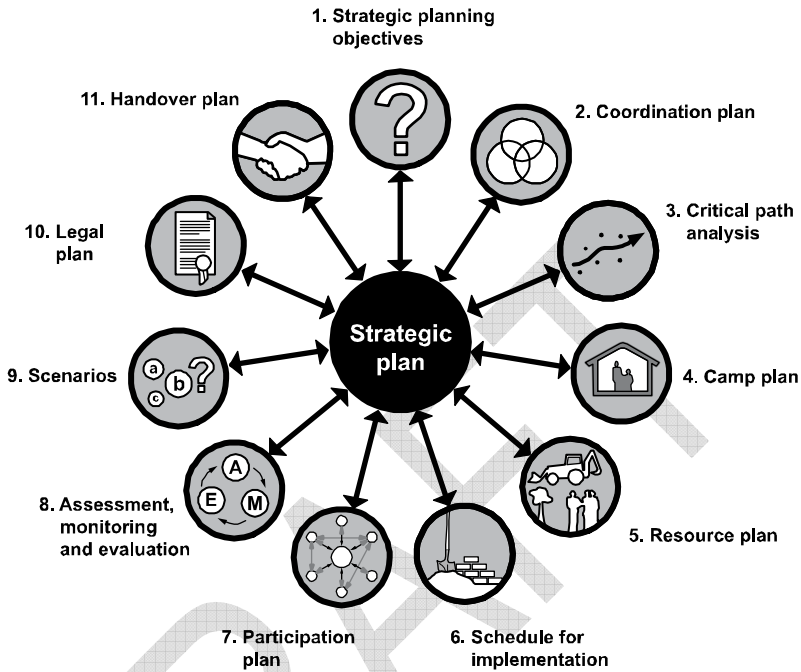 1. Strategic planning
objectives
2. Coordination plan
3. Critical path
analysis
4. Camp plan
5. Resource plan
6. Schedule for
implementation
7. Participation
plan
8. Assessment,
monitoring
and evaluation
9. Scenarios
10. Legal
plan
11. Handover plan
Strategic
plan
a
b
?
c
A
E
M
?
DRAFT